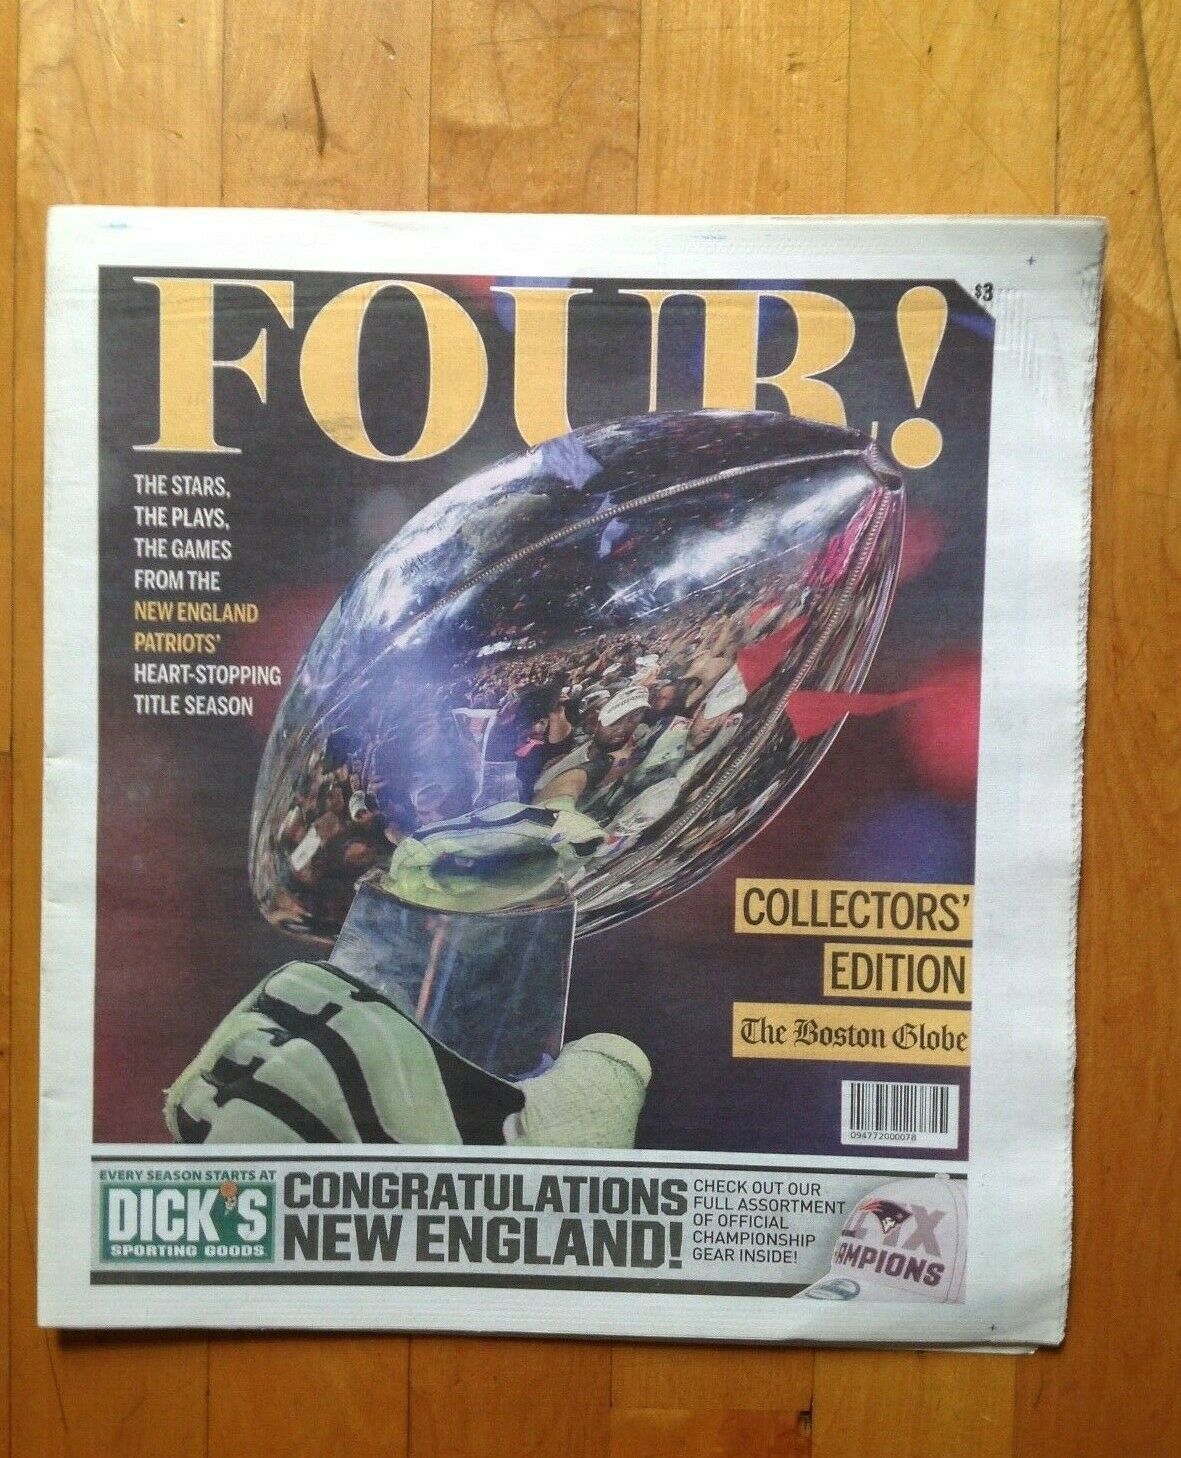 FOUR!
$3
THE STARS,
THE PLAYS,
THE GAMES
FROM THE
NEW ENGLAND
PATRIOTS'
HEART-STOPPING
TITLE SEASON
COLLECTORS'
EDITION
The Boston Globe
09477200078
EVERY SEASON STARTS AT
DICK'S
SPORTING GOODS
CONGRATULATIONS
NEW ENGLAND!
CHECK OUT OUR
FULL ASSORTMENT
OF OFFICIAL
CHAMPIONSHIP
GEAR INSIDE!
AMPIONS